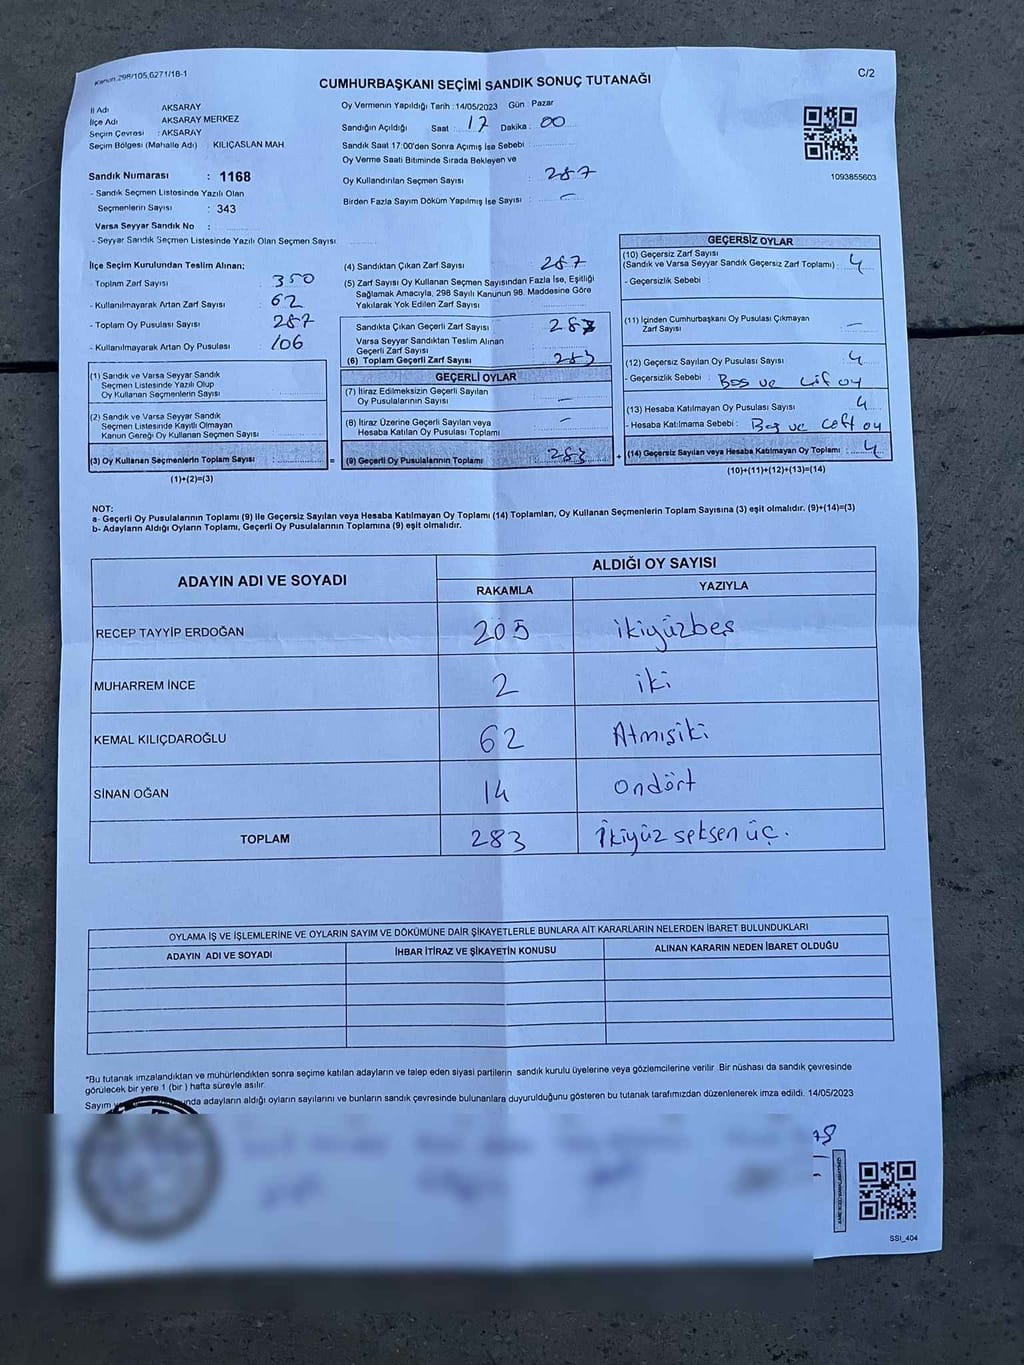 Kanun:298/105,6271/18-1
C/2
CUMHURBAŞKANI SEÇİMİ SANDIK SONUÇ TUTANAĞI
İl Adı AKSARAY
İlçe Adı AKSARAY MERKEZ
Seçim Çevresi : AKSARAY
Seçim Bölgesi (Mahalle Adı) : KILIÇASLAN MAH
Sandık Numarası : 1168
- Sandık Seçmen Listesinde Yazılı Olan
Seçmenlerin Sayısı : 343
Varsa Seyyar Sandık No :
- Seyyar Sandık Seçmen Listesinde Yazılı Olan Seçmen Sayısı
Oy Vermenin Yapıldığı Tarih :14/05/2023 Gün : Pazar
Sandığın Açıldığı Saat : 17 Dakika : 00
Sandık Saat 17:00'den Sonra Açımış İse Sebebi :
Oy Verme Saati Bitiminde Sırada Bekleyen ve
Oy Kullandırılan Seçmen Sayısı : 287
Birden Fazla Sayım Döküm Yapılmış İse Sayısı : –
1093855603
İlçe Seçim Kurulundan Teslim Alınan;
- Toplam Zarf Sayısı : 350
- Kullanılmayarak Artan Zarf Sayısı : 62
- Toplam Oy Pusulası Sayısı : 287
- Kullanılmayarak Artan Oy Pusulası : 106
(1) Sandık ve Varsa Seyyar Sandık
Seçmen Listesinde Yazılı Olup
Oy Kullanan Seçmenlerin Sayısı :
(2) Sandık ve Varsa Seyyar Sandık
Seçmen Listesinde Kayıtlı Olmayan
Kanun Gereği Oy Kullanan Seçmen Sayısı :
(3) Oy Kullanan Seçmenlerin Toplam Sayısı :
(1)+(2)=(3)
(4) Sandıktan Çıkan Zarf Sayısı : 287
(5) Zarf Sayısı Oy Kullanan Seçmen Sayısından Fazla İse, Eşitliği
Sağlamak Amacıyla, 298 Sayılı Kanunun 98. Maddesine Göre
Yakılarak Yok Edilen Zarf Sayısı :
Sandıkta Çıkan Geçerli Zarf Sayısı : 283
Varsa Seyyar Sandıktan Teslim Alınan
Geçerli Zarf Sayısı
(6) Toplam Geçerli Zarf Sayısı : 283
GEÇERLİ OYLAR
(7) İtiraz Edilmeksizin Geçerli Sayılan
Oy Pusulalarının Sayısı : –
(8) İtiraz Üzerine Geçerli Sayılan veya
Hesaba Katılan Oy Pusulası Toplamı : –
= (9) Geçerli Oy Pusulalarının Toplamı : 283
GEÇERSİZ OYLAR
(10) Geçersiz Zarf Sayısı
(Sandık ve Varsa Seyyar Sandık Geçersiz Zarf Toplamı) : 4
- Geçersizlik Sebebi :
(11) İçinden Cumhurbaşkanı Oy Pusulası Çıkmayan
Zarf Sayısı : –
(12) Geçersiz Sayılan Oy Pusulası Sayısı : 4
- Geçersizlik Sebebi : Boş ve oy
(13) Hesaba Katılmayan Oy Pusulası Sayısı : 4
- Hesaba Katılmama Sebebi : Boş ve oy
+ (14) Geçersiz Sayılan veya Hesaba Katılmayan Oy Toplamı : 4
(10)+(11)+(12)+(13)=(14)
NOT:
a- Geçerli Oy Pusulalarının Toplamı (9) ile Geçersiz Sayılan veya Hesaba Katılmayan Oy Toplamı (14) Toplamları, Oy Kullanan Seçmenlerin Toplam Sayısına (3) eşit olmalıdır. (9)+(14)=(3)
b- Adayların Aldığı Oyların Toplamı, Geçerli Oy Pusulalarının Toplamına (9) eşit olmalıdır.
ADAYIN ADI VE SOYADI ALDIĞI OY SAYISI
RAKAMLA YAZIYLA
RECEP TAYYİP ERDOĞAN 205 ikiyüzbeş
MUHARREM İNCE 2 iki
KEMAL KILIÇDAROĞLU 62 Atmışiki
SİNAN OĞAN 14 Ondört
TOPLAM 283 İkiyüz seksen üç.
OYLAMA İŞ VE İŞLEMLERİNE VE OYLARIN SAYIM VE DÖKÜMÜNE DAİR ŞİKAYETLERLE BUNLARA AİT KARARLARIN NELERDEN İBARET BULUNDUKLARI
ADAYIN ADI VE SOYADI İHBAR İTİRAZ VE ŞİKAYETİN KONUSU ALINAN KARARIN NEDEN İBARET OLDUĞU
*Bu tutanak imzalandıktan ve mühürlendikten sonra seçime katılan adayların ve talep eden siyasi partilerin sandık kurulu üyelerine veya gözlemcilerine verilir. Bir nüshası da sandık çevresinde
görülecek bir yere 1 (bir) hafta süreyle asılır.
Sayım adayların aldığı oyların sayılarını ve bunların sandık çevresinde bulunanlara duyurulduğunu gösteren bu tutanak tarafımızdan düzenlenerek imza edildi. 14/05/2023
SSI_404